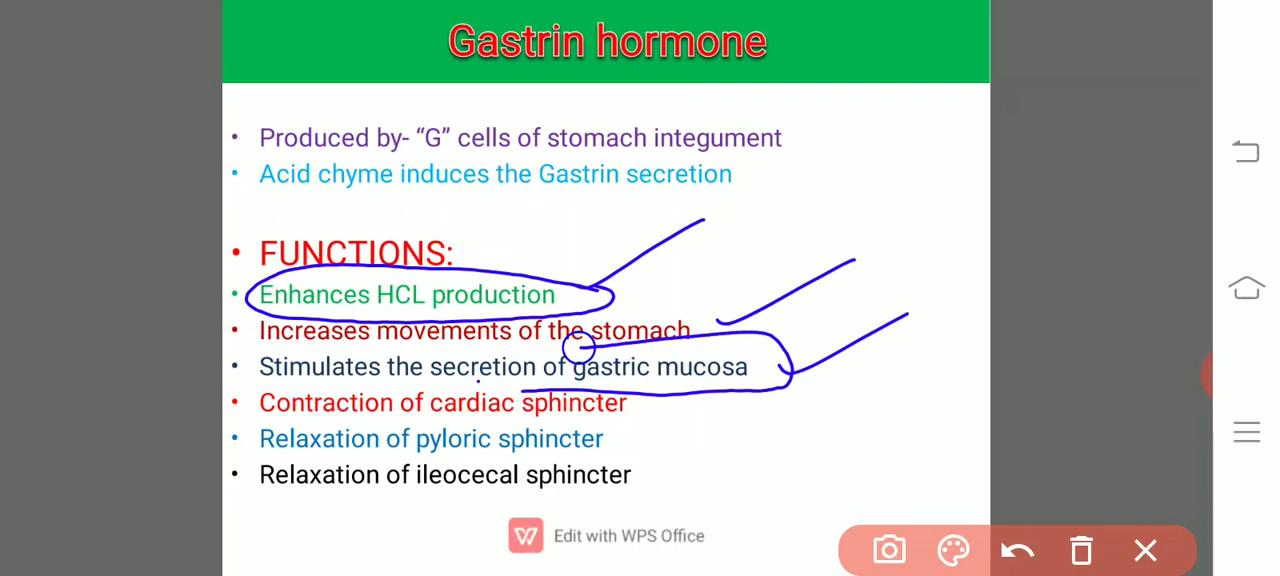 Gastrin hormone
• Produced by- “G” cells of stomach integument
• Acid chyme induces the Gastrin secretion
• FUNCTIONS:
• Enhances HCL production
• Increases movements of the stomach
• Stimulates the secretion of gastric mucosa
• Contraction of cardiac sphincter
• Relaxation of pyloric sphincter
• Relaxation of ileocecal sphincter
Edit with WPS Office